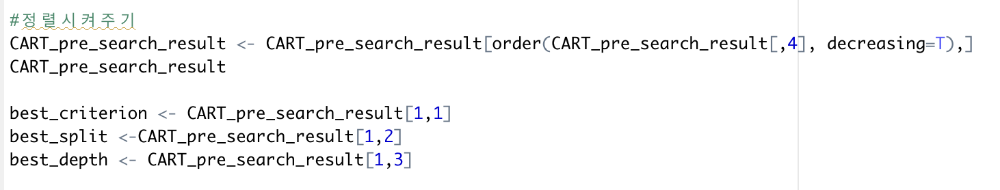 #정렬시켜주기
CART_pre_search_result <- CART_pre_search_result[order(CART_pre_search_result[,4], decreasing=T),]
CART_pre_search_result
best_criterion <- CART_pre_search_result[1,1]
best_split <-CART_pre_search_result[1,2]
best_depth <- CART_pre_search_result[1,3]